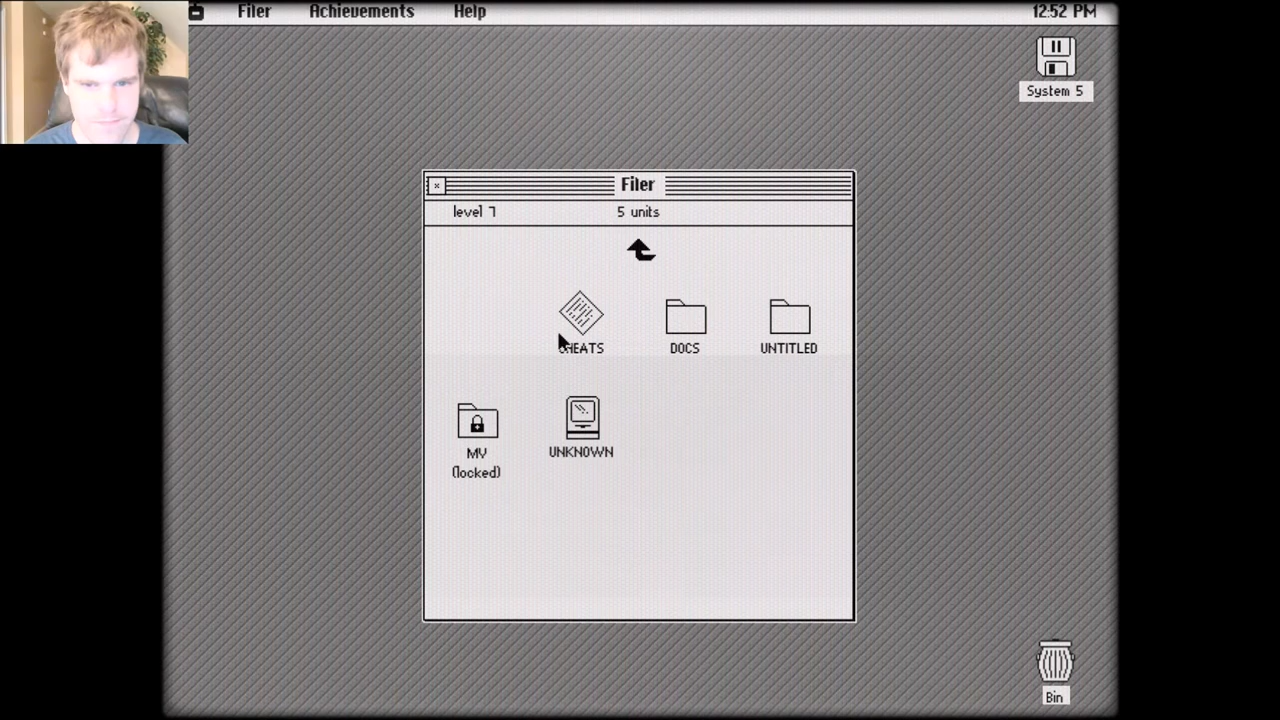 Filer Achievements Help 12:52 PM
System 5
Filer
level 7 5 units
CHEATS DOCS UNTITLED
MY UNKNOWN
(locked)
Bin